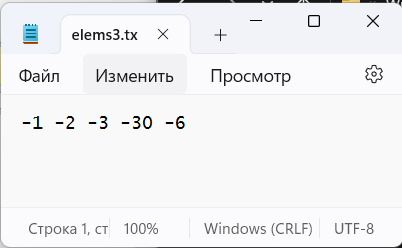 elems3.tx
Файл Изменить Просмотр
-1 -2 -3 -30 -6
Строка 1, ст 100% Windows (CRLF) UTF-8